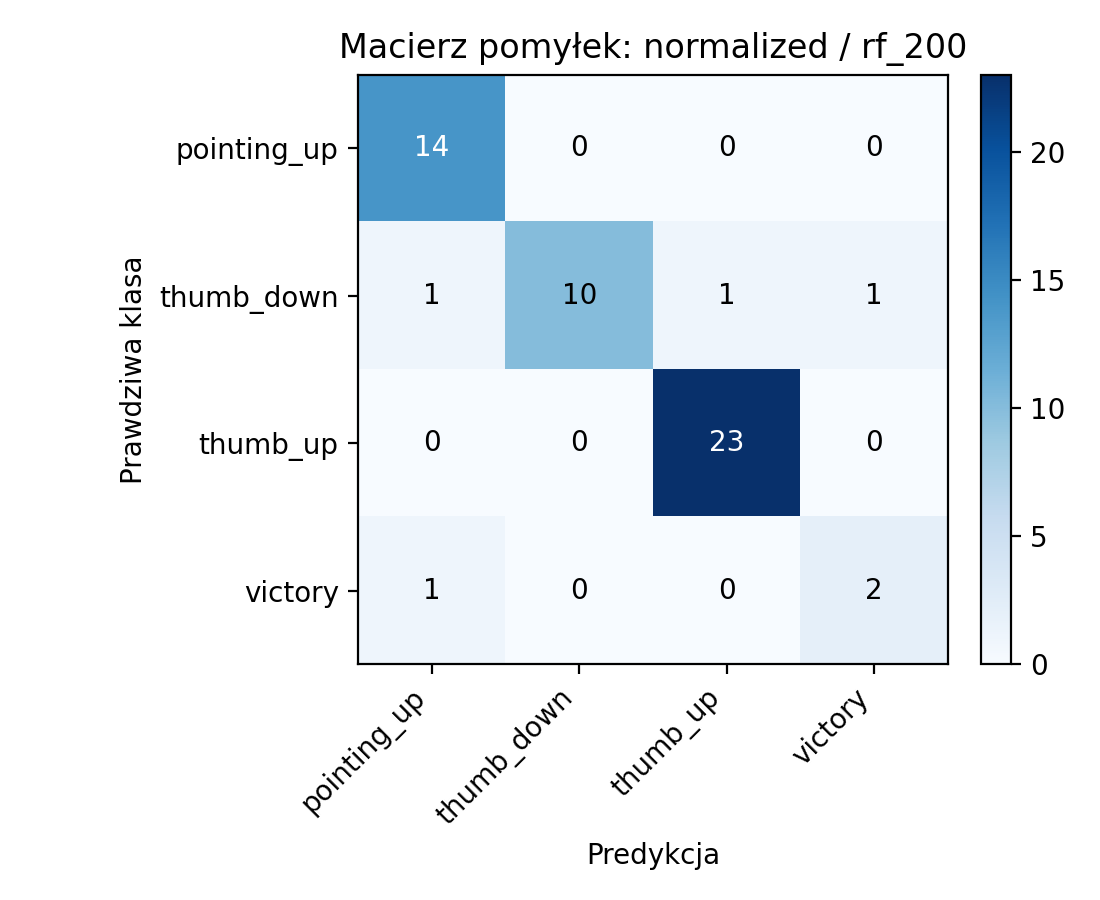 Macierz pomyłek: normalized / rf_200
pointing_up 14 0 0 0
thumb_down 1 10 1 1
thumb_up 0 0 23 0
victory 1 0 0 2
Prawdziwa klasa
pointing_up thumb_down thumb_up victory
Predykcja
20
15
10
5
0